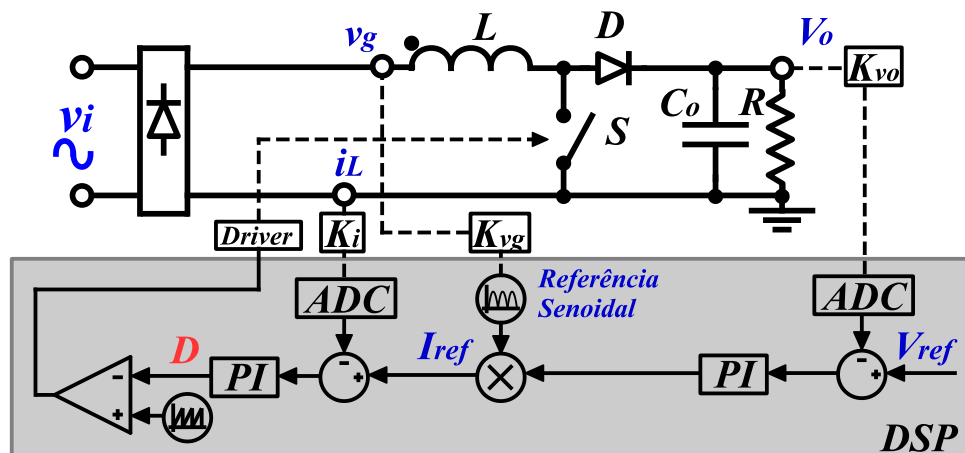 vg
L
D
Vo
Kvo
vi
S
Co
R
iL
Driver
Ki
Kvg
ADC
Referência
Senoidal
ADC
D
PI
-
+
Iref
PI
-
+
Vref
-
+
DSP